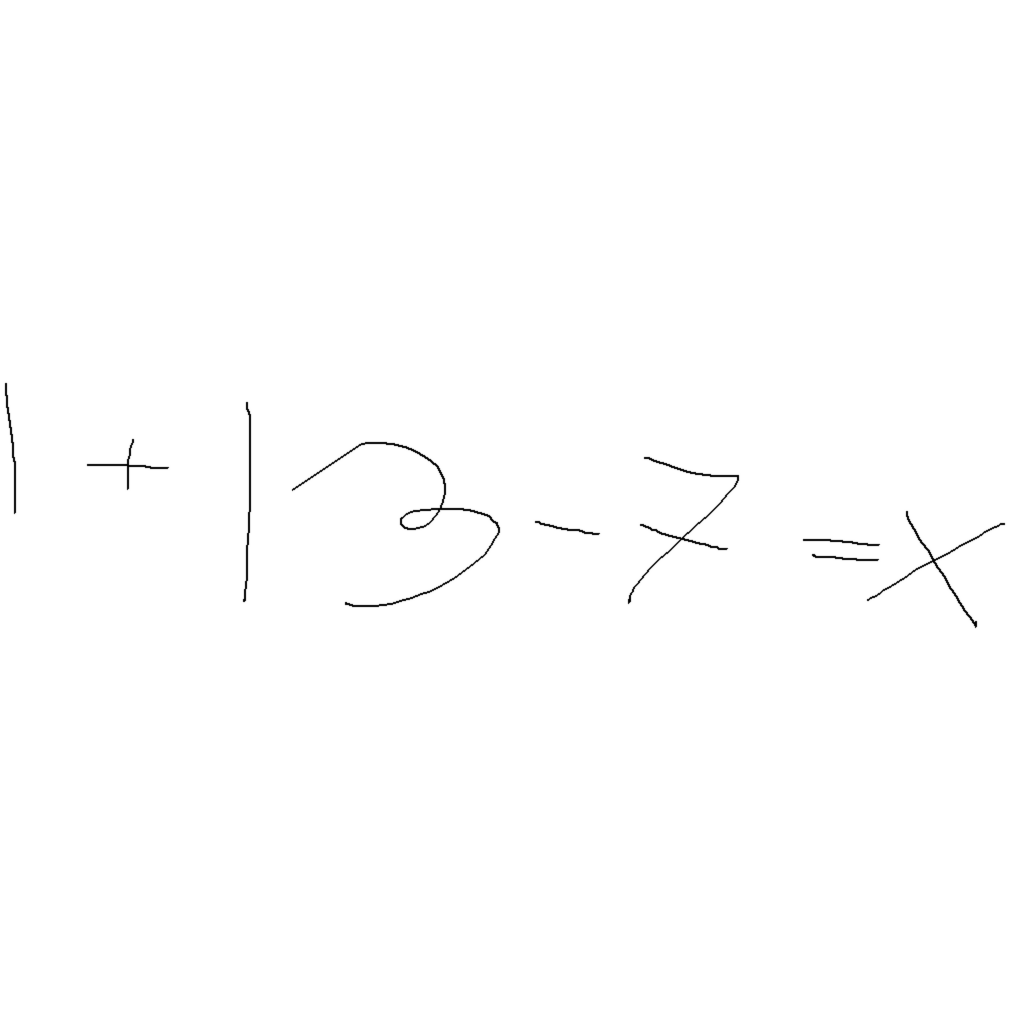 1 + 13 - 7 = x